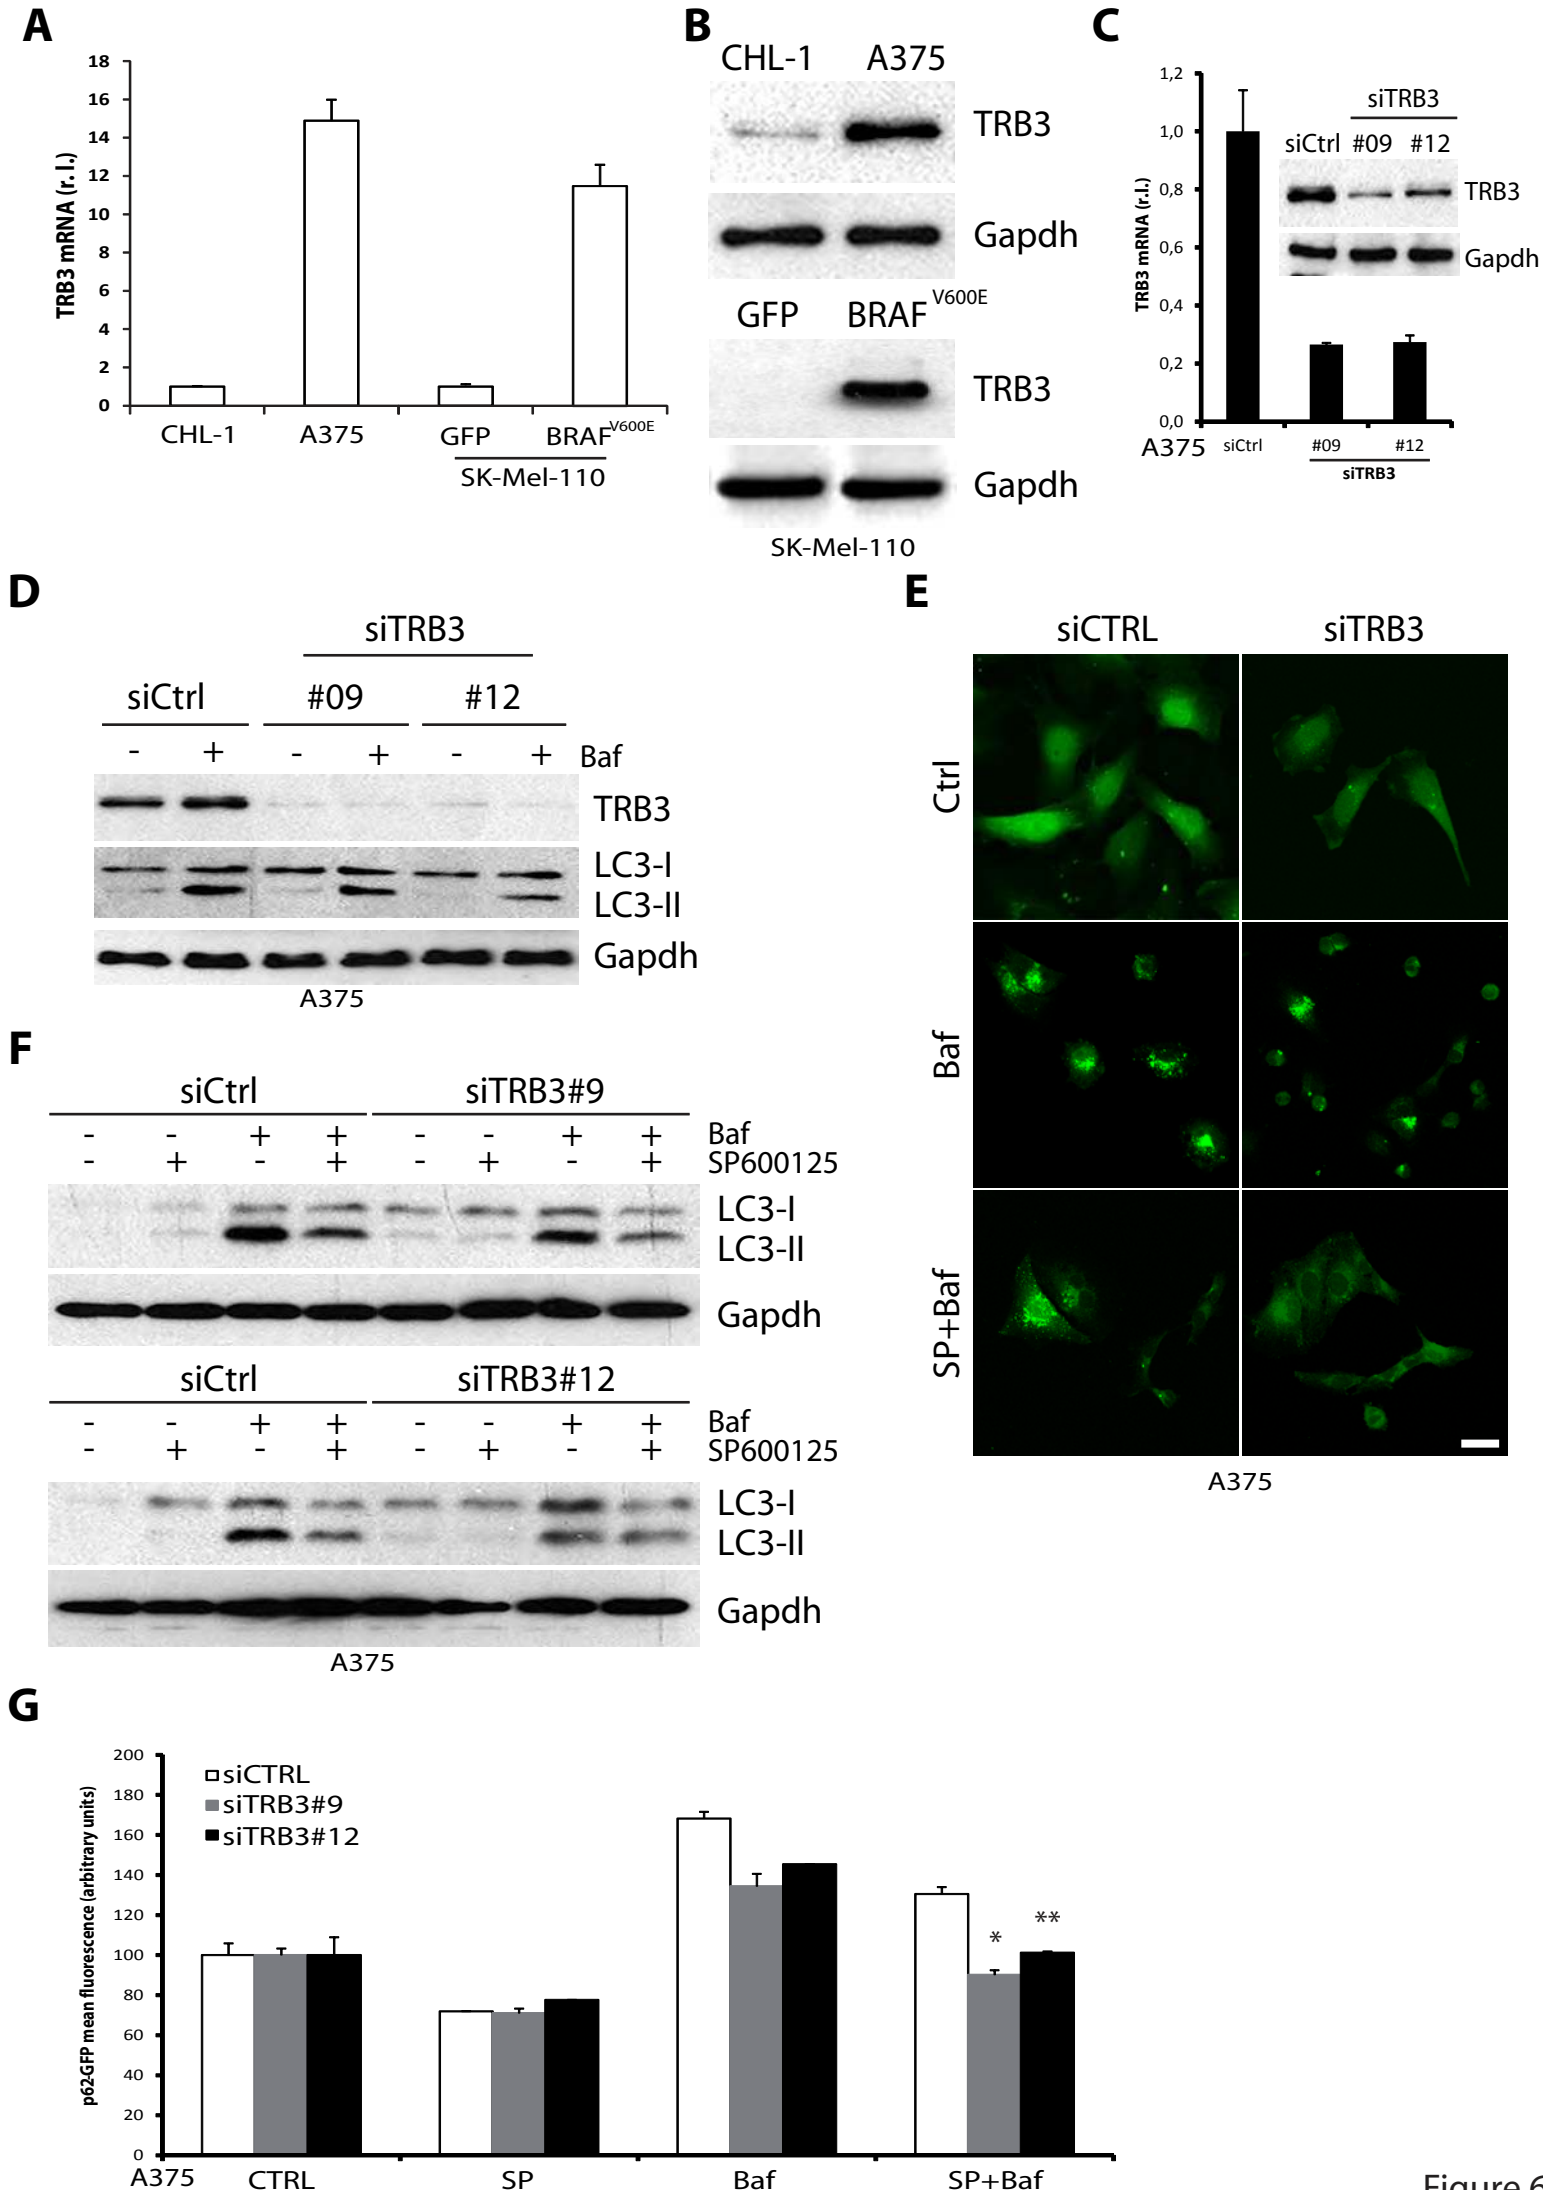 A
18
16
14
12
10
8
6
4
2
0
TRB3 mRNA (r. l.)
CHL-1 A375 GFP BRAF V600E
SK-Mel-110
B
CHL-1 A375
TRB3
Gapdh
GFP BRAF V600E
TRB3
Gapdh
SK-Mel-110
C
1,2
1,0
0,8
0,6
0,4
0,2
0,0
TRB3 mRNA (r.l.)
siTRB3
siCtrl #09 #12
TRB3
Gapdh
A375 siCtrl #09 #12
siTRB3
D
siTRB3
siCtrl #09 #12
- + - + - + Baf
TRB3
LC3-I
LC3-II
Gapdh
A375
E
siCTRL siTRB3
Ctrl
Baf
SP+Baf
A375
F
siCtrl siTRB3#9
- - + + - - + + Baf
- + - + - + - + SP600125
LC3-I
LC3-II
Gapdh
siCtrl siTRB3#12
- - + + - - + + Baf
- + - + - + - + SP600125
LC3-I
LC3-II
Gapdh
A375
G
200
180
160
140
120
100
80
60
40
20
0
p62-GFP mean fluorescence (arbitrary units)
siCTRL
siTRB3#9
siTRB3#12
* **
A375 CTRL SP Baf SP+Baf
Figure 6